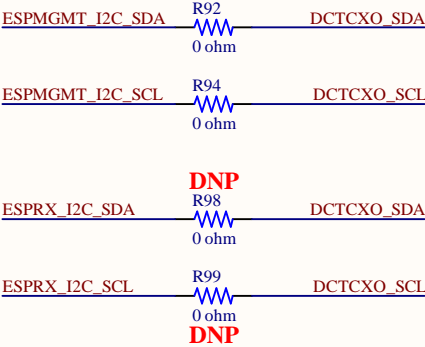 R92
ESPMGMT_I2C_SDA DCTCXO_SDA
0 ohm
R94
ESPMGMT_I2C_SCL DCTCXO_SCL
0 ohm
DNP
R98
ESPRX_I2C_SDA DCTCXO_SDA
0 ohm
R99
ESPRX_I2C_SCL DCTCXO_SCL
0 ohm
DNP